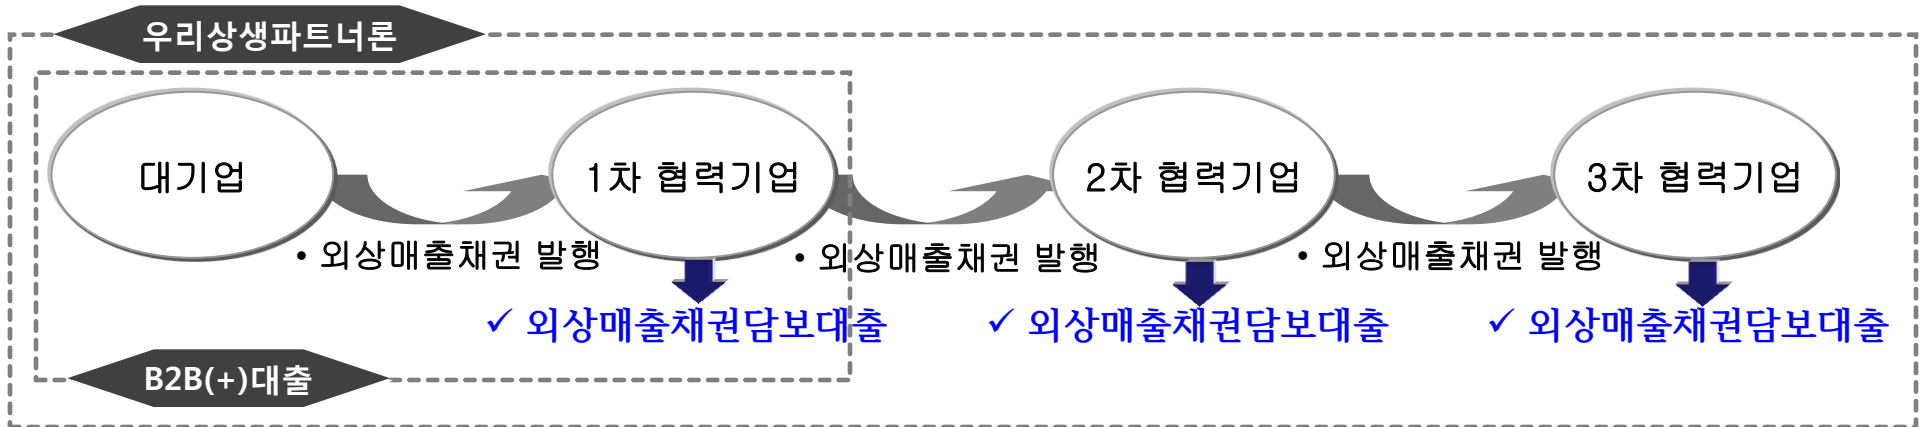 우리상생파트너론
대기업
1차 협력기업
2차 협력기업
3차 협력기업
• 외상매출채권 발행
• 외상매출채권 발행
• 외상매출채권 발행
✓ 외상매출채권담보대출
✓ 외상매출채권담보대출
✓ 외상매출채권담보대출
B2B(+)대출